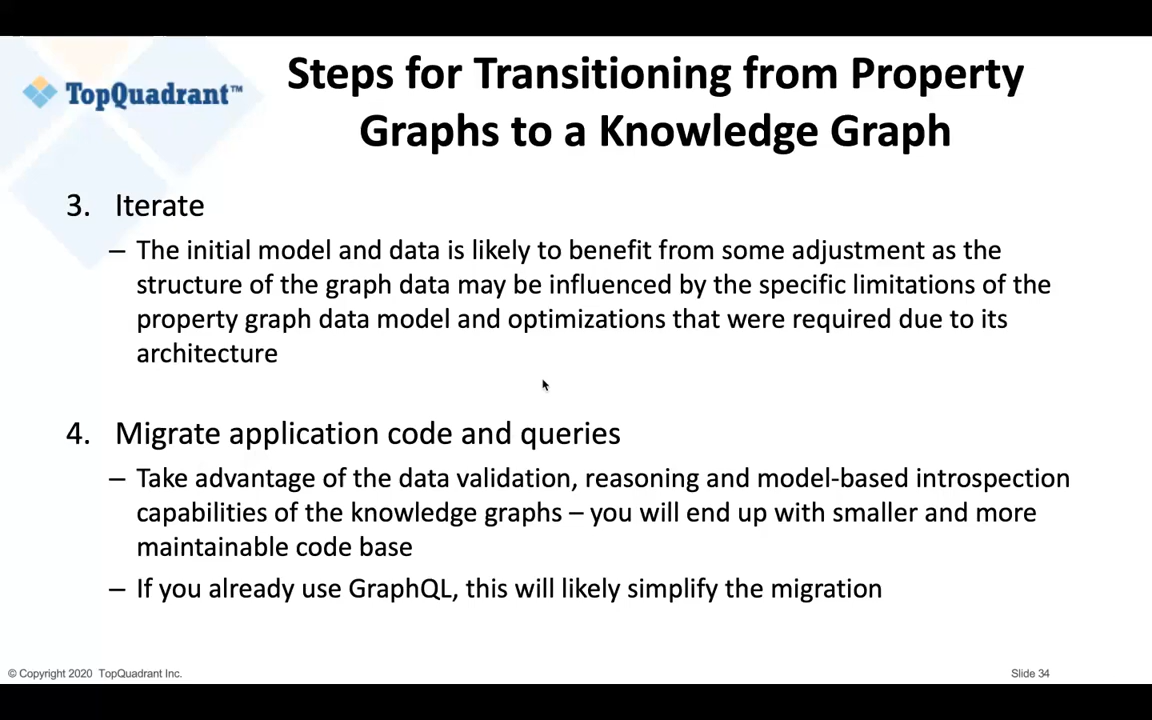 TopQuadrant™
Steps for Transitioning from Property
Graphs to a Knowledge Graph
3. Iterate
– The initial model and data is likely to benefit from some adjustment as the
structure of the graph data may be influenced by the specific limitations of the
property graph data model and optimizations that were required due to its
architecture
4. Migrate application code and queries
– Take advantage of the data validation, reasoning and model-based introspection
capabilities of the knowledge graphs – you will end up with smaller and more
maintainable code base
– If you already use GraphQL, this will likely simplify the migration
© Copyright 2020 TopQuadrant Inc.
Slide 34